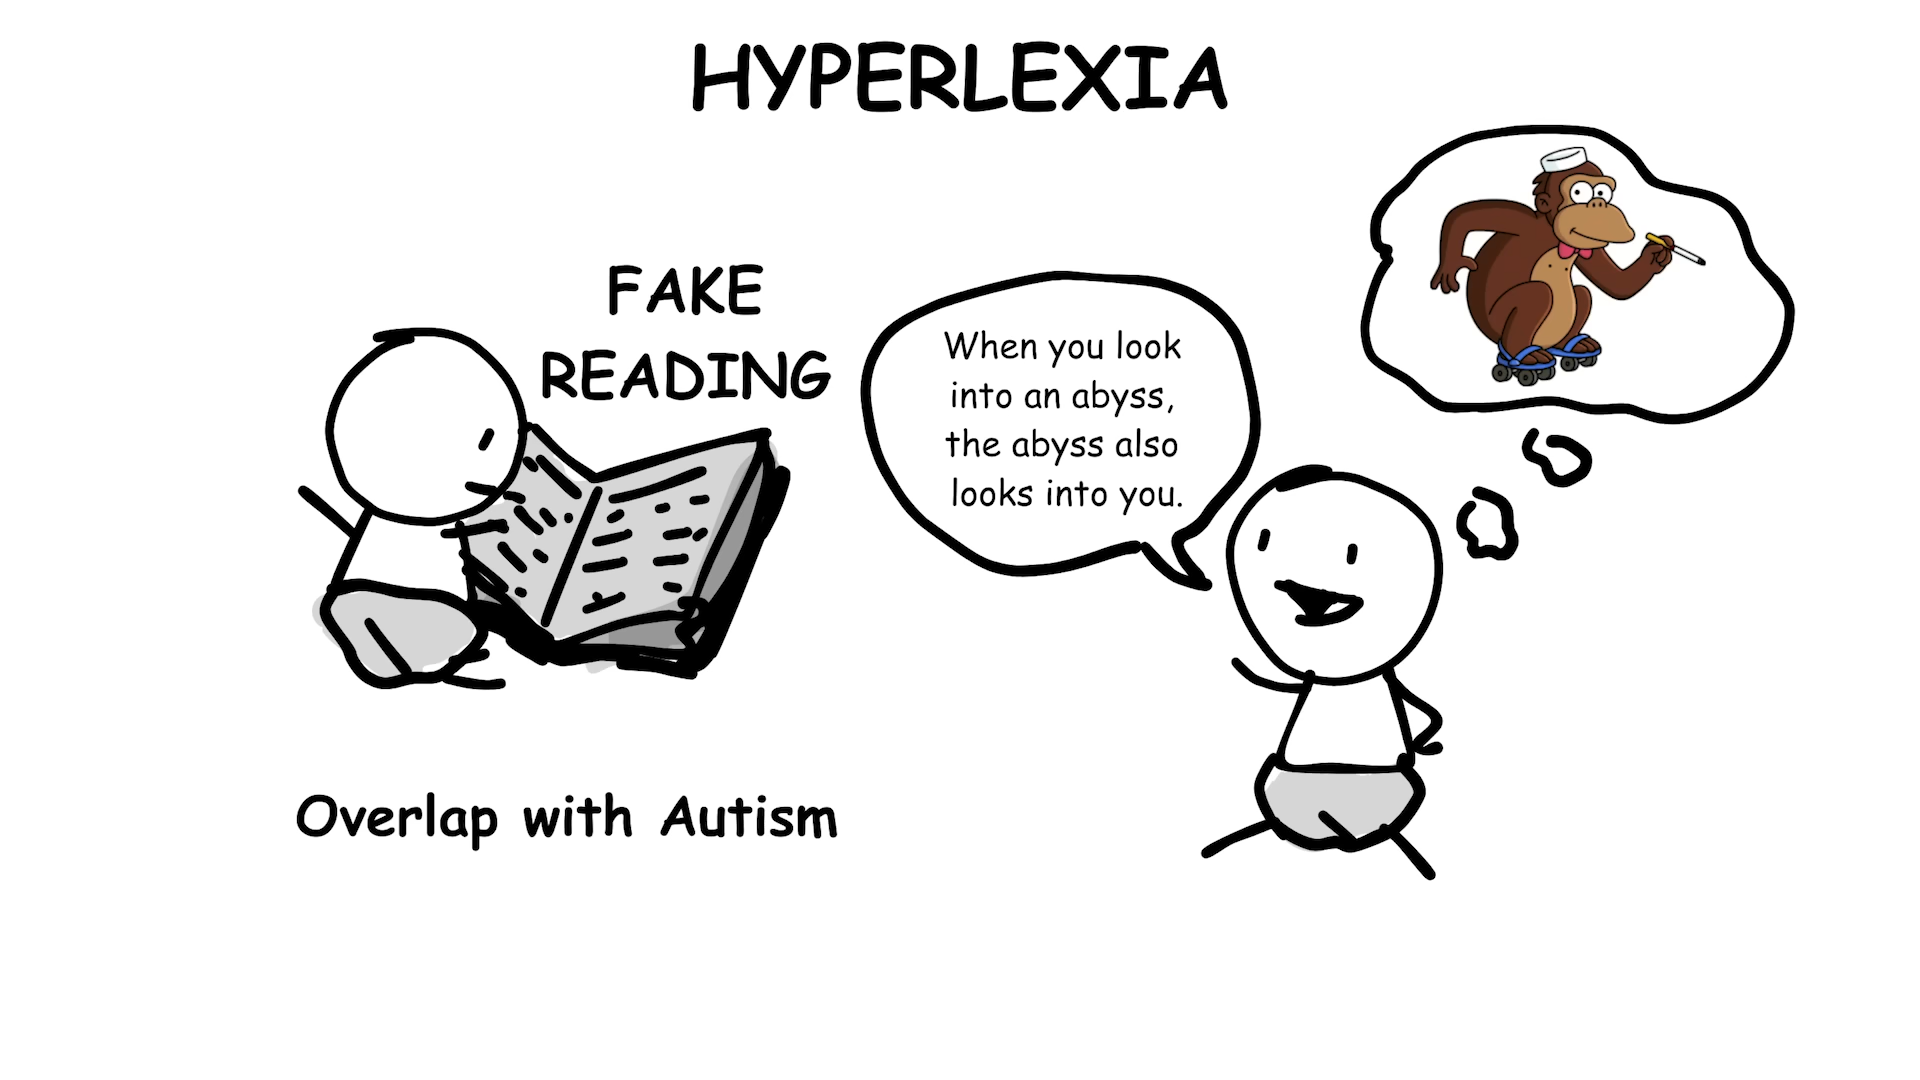 HYPERLEXIA
FAKE
READING
When you look
into an abyss,
the abyss also
looks into you.
Overlap with Autism